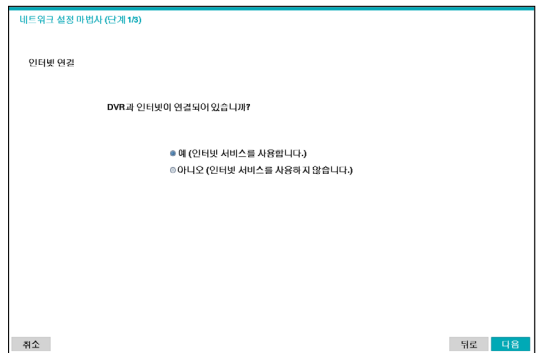 네트워크 설정 마법사 (단계 1/3)
인터넷 연결
DVR과 인터넷이 연결되어 있습니까?
예 (인터넷 서비스를 사용합니다.)
아니오 (인터넷 서비스를 사용하지 않습니다.)
취소 뒤로 다음